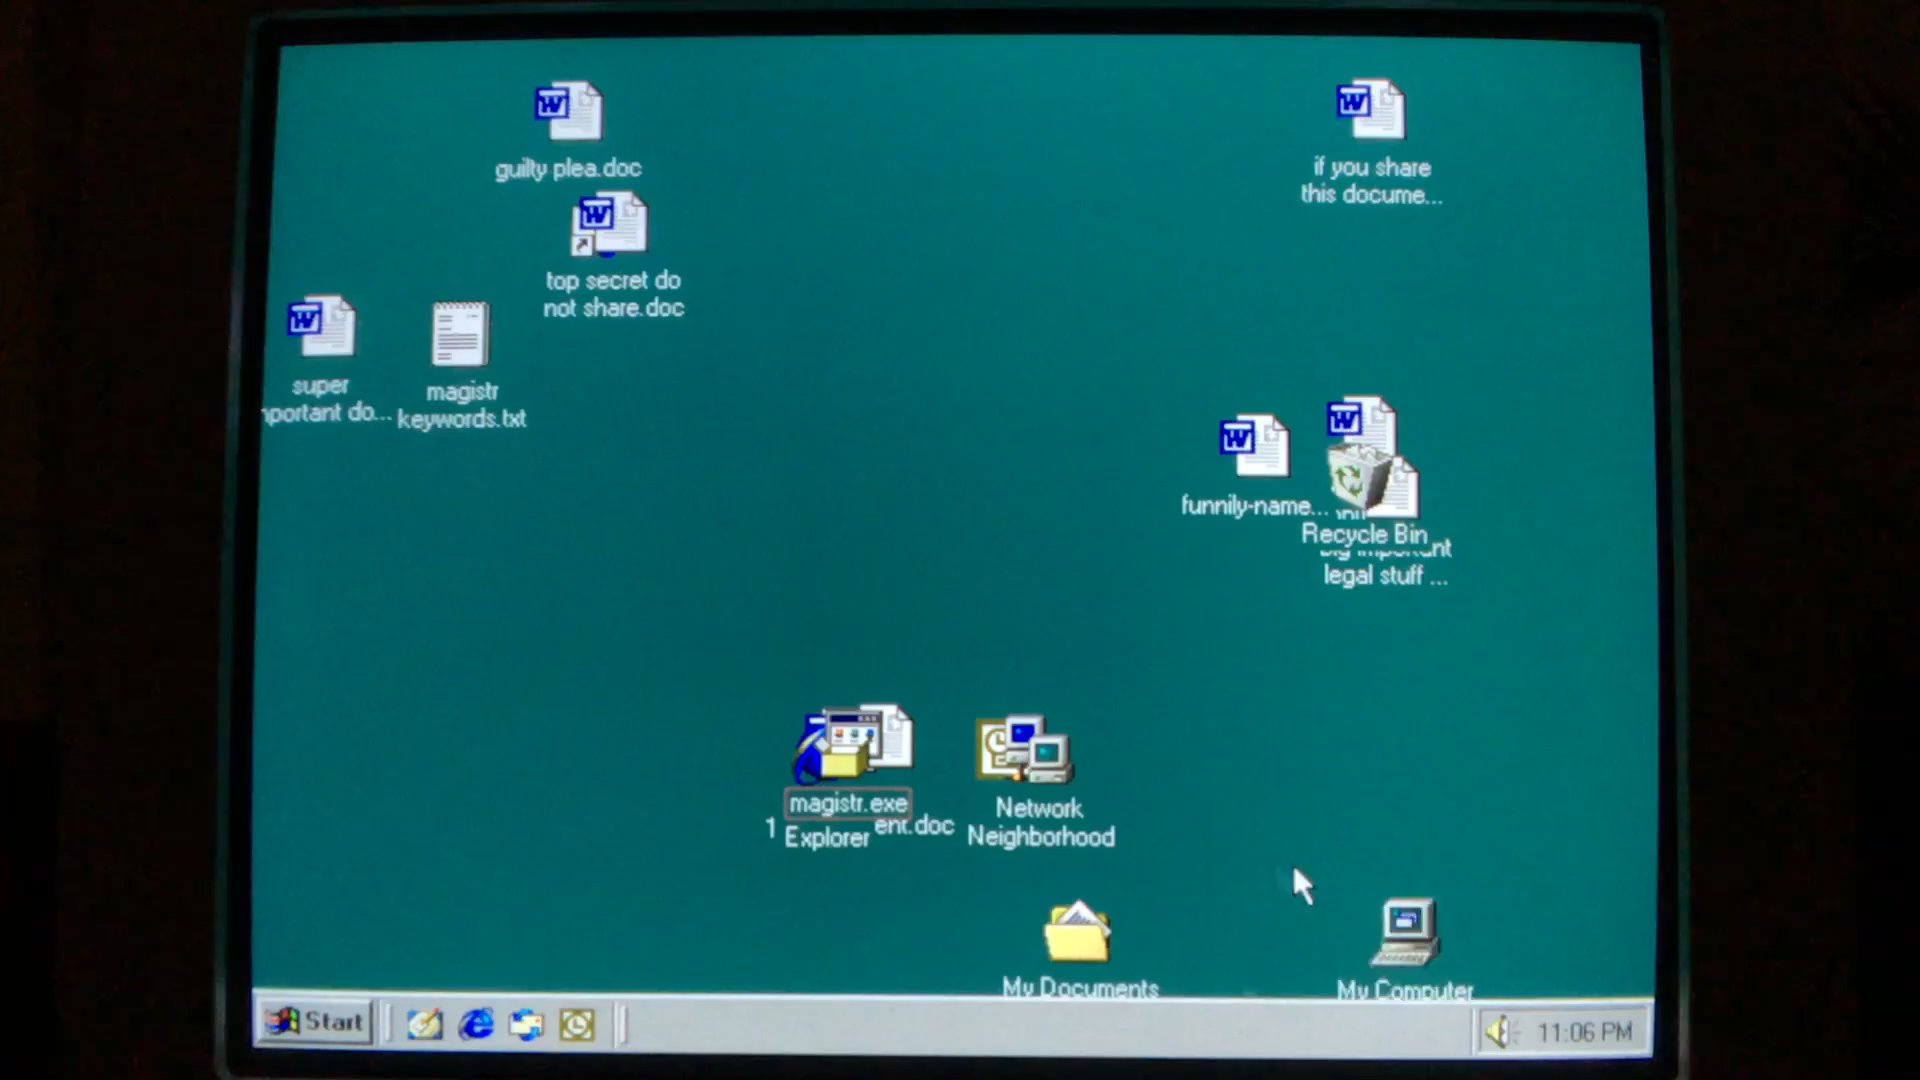 guilty plea.doc
if you share
this docume...
top secret do
not share.doc
super
portant do...
magistr
keywords.txt
funnily-name...
Recycle Bin
legal stuff ...
magistr.exe
1
Explorer
ent.doc
Network
Neighborhood
My Documents
My Computer
Start
11:06 PM